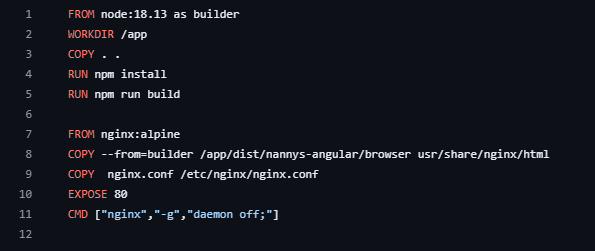 1 FROM node:18.13 as builder
2 WORKDIR /app
3 COPY . .
4 RUN npm install
5 RUN npm run build
6
7 FROM nginx:alpine
8 COPY --from=builder /app/dist/nannys-angular/browser usr/share/nginx/html
9 COPY  nginx.conf /etc/nginx/nginx.conf
10 EXPOSE 80
11 CMD ["nginx","-g","daemon off;"]
12